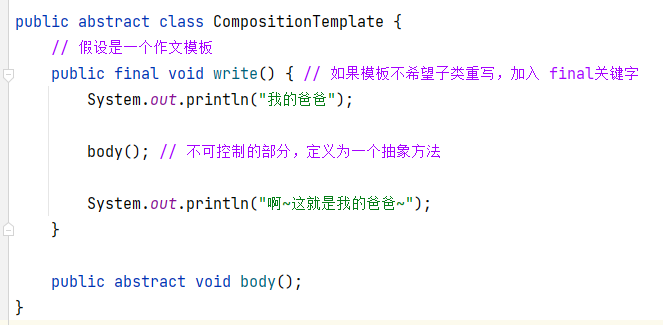 public abstract class CompositionTemplate {
// 假设是一个作文模板
public final void write() { // 如果模板不希望子类重写，加入 final关键字
System.out.println("我的爸爸");
body(); // 不可控制的部分，定义为一个抽象方法
System.out.println("啊~这就是我的爸爸~");
}
public abstract void body();
}